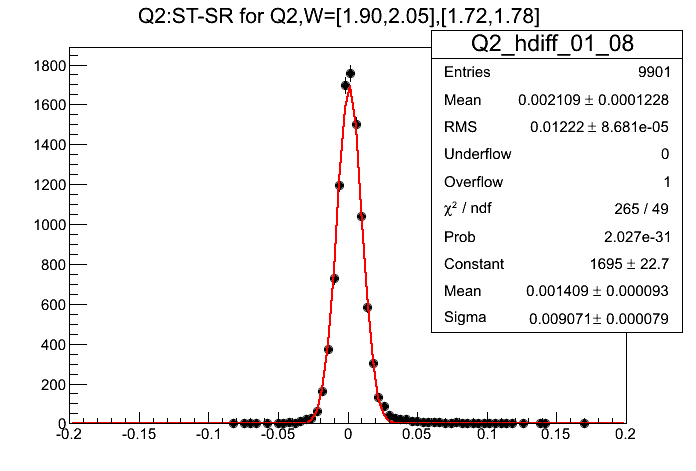 Q2:ST-SR for Q2,W=[1.90,2.05],[1.72,1.78]
Q2_hdiff_01_08
Entries 9901
Mean 0.002109 ± 0.0001228
RMS 0.01222 ± 8.681e-05
Underflow 0
Overflow 1
χ² / ndf 265 / 49
Prob 2.027e-31
Constant 1695 ± 22.7
Mean 0.001409 ± 0.000093
Sigma 0.009071 ± 0.000079
1800
1600
1400
1200
1000
800
600
400
200
0
-0.2 -0.15 -0.1 -0.05 0 0.05 0.1 0.15 0.2